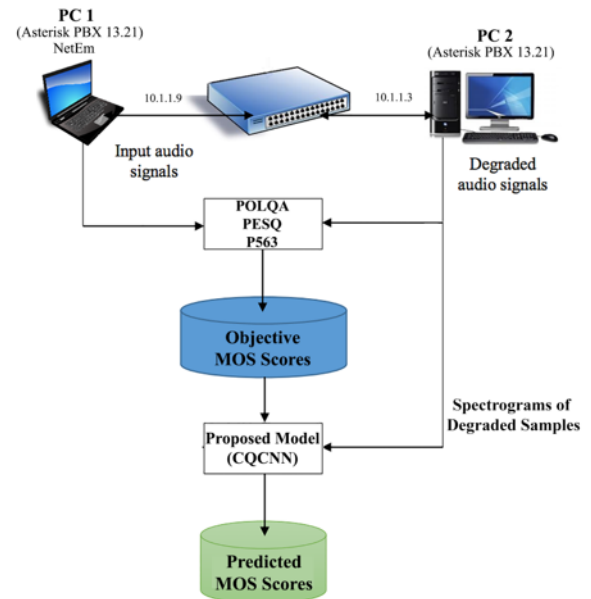 PC 1
(Asterisk PBX 13.21)
NetEm
PC 2
(Asterisk PBX 13.21)
10.1.1.9
10.1.1.3
Input audio
signals
Degraded
audio signals
POLQA
PESQ
P563
Objective
MOS Scores
Spectrograms of
Degraded Samples
Proposed Model
(CQCNN)
Predicted
MOS Scores